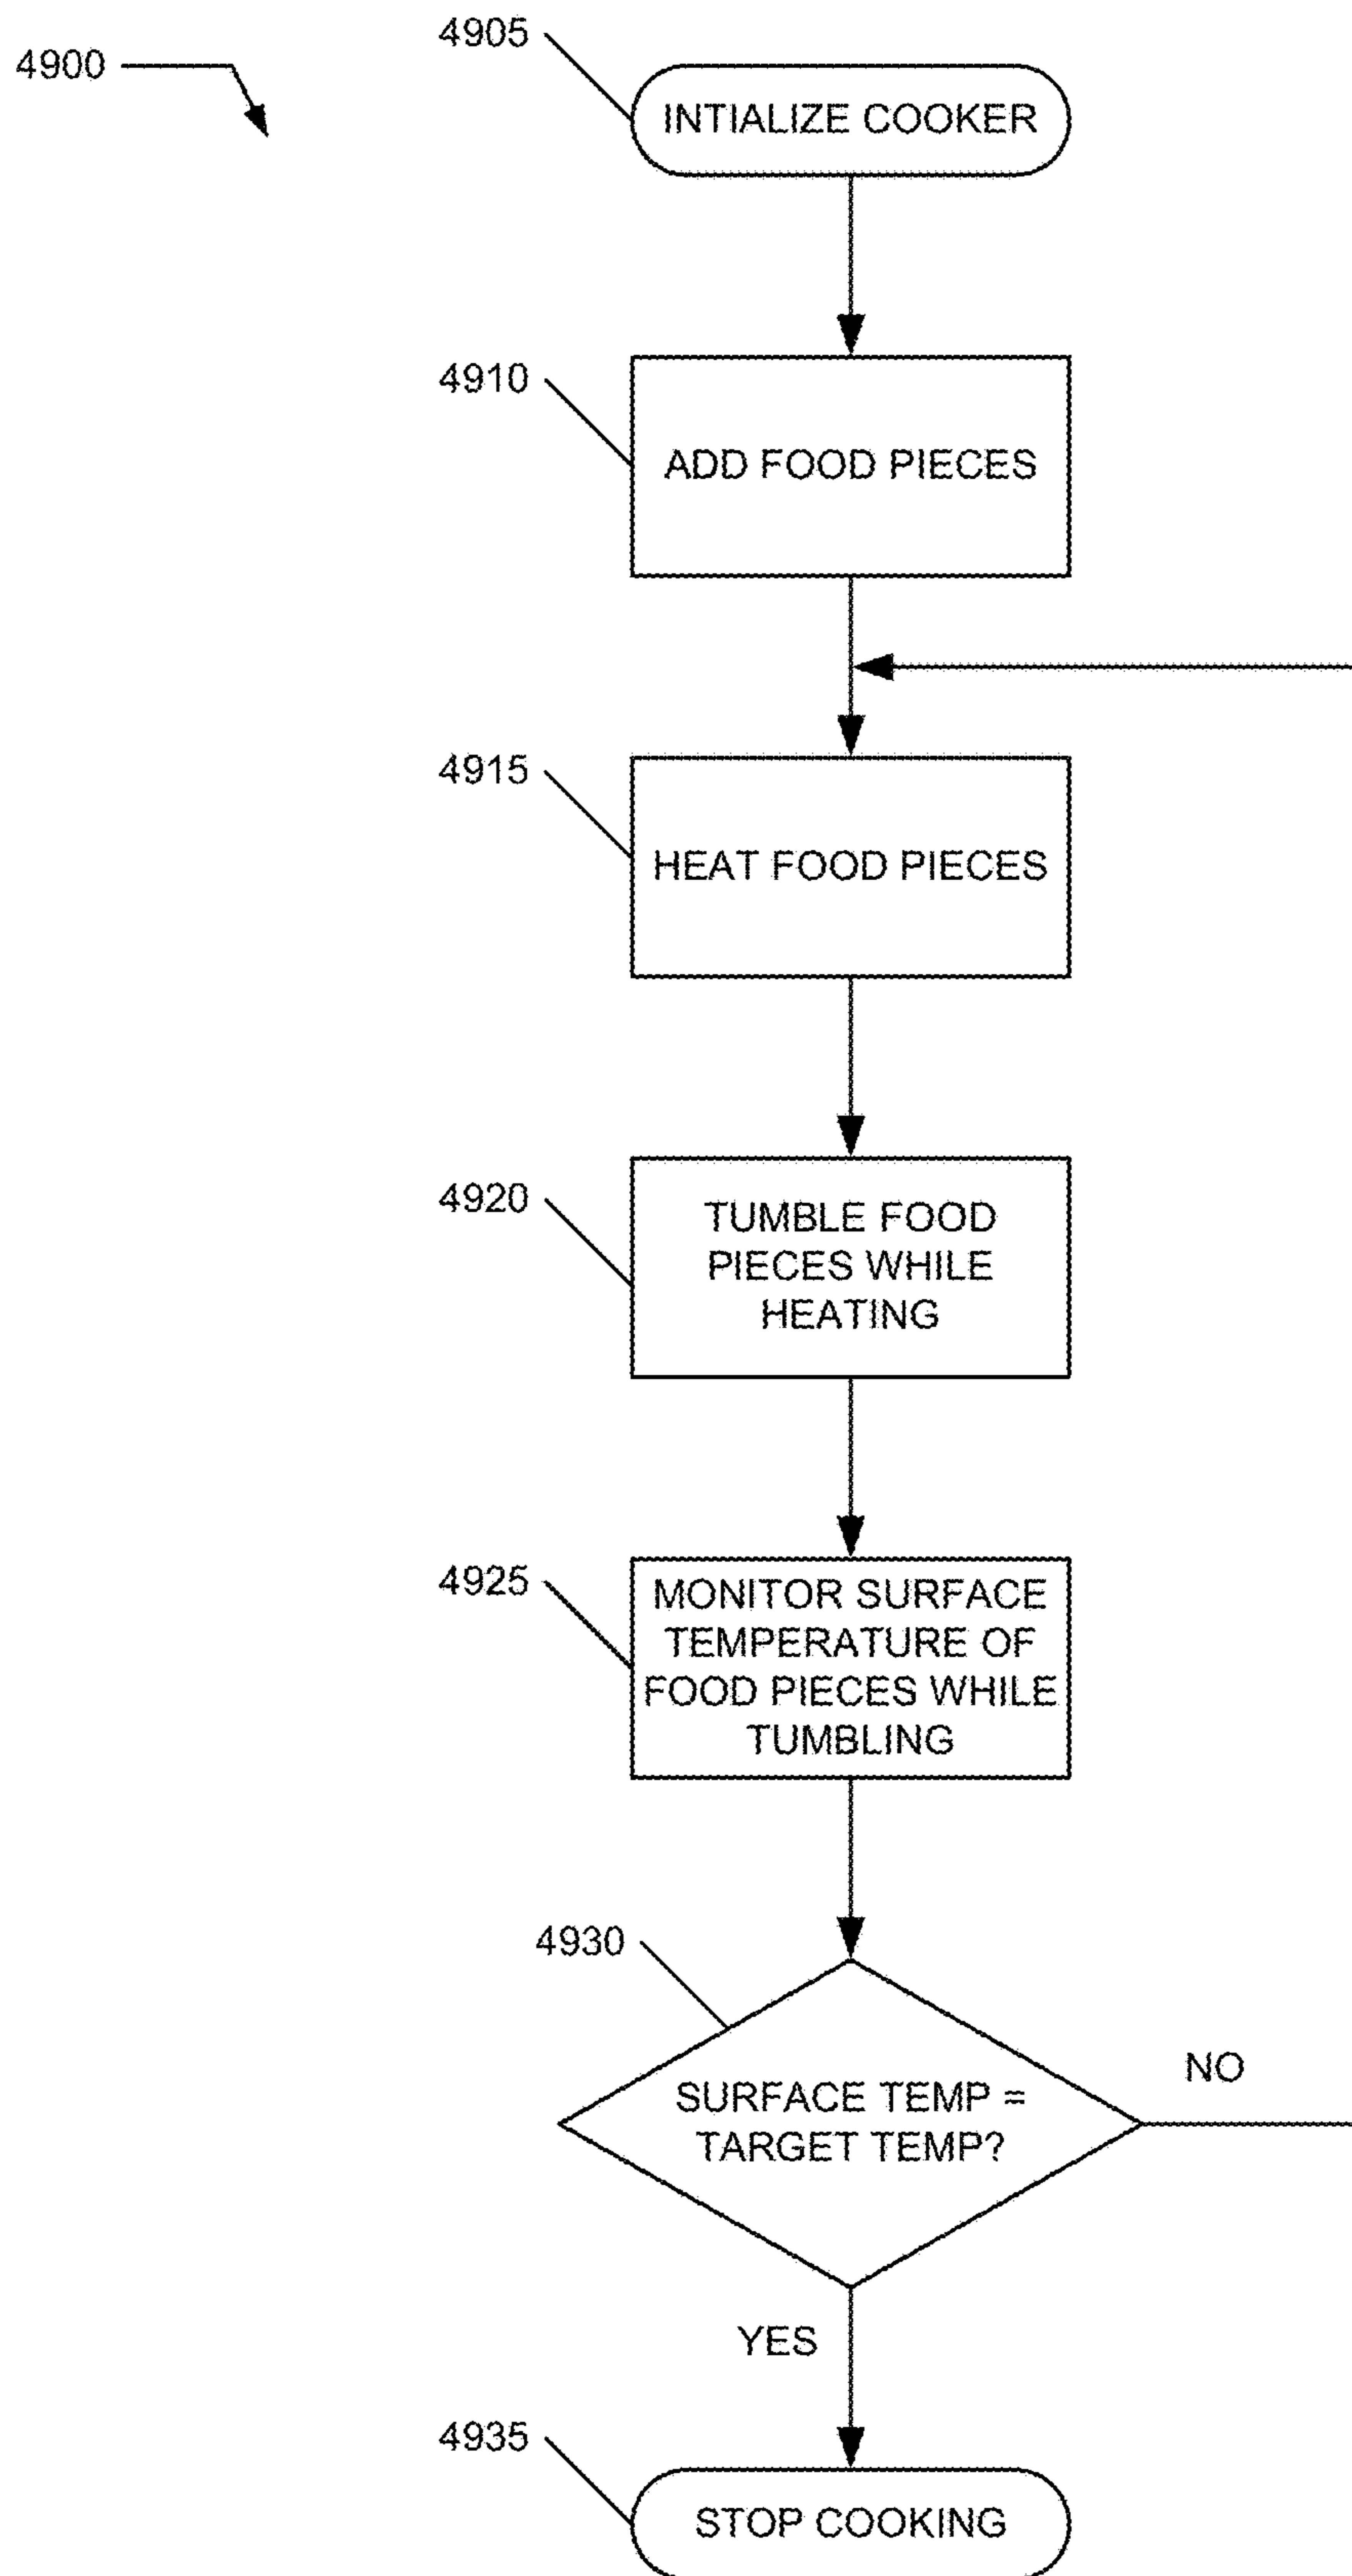 4900
4905
INTIALIZE COOKER
4910
ADD FOOD PIECES
4915
HEAT FOOD PIECES
4920
TUMBLE FOOD
PIECES WHILE
HEATING
4925
MONITOR SURFACE
TEMPERATURE OF
FOOD PIECES WHILE
TUMBLING
4930
SURFACE TEMP =
TARGET TEMP?
NO
YES
4935
STOP COOKING